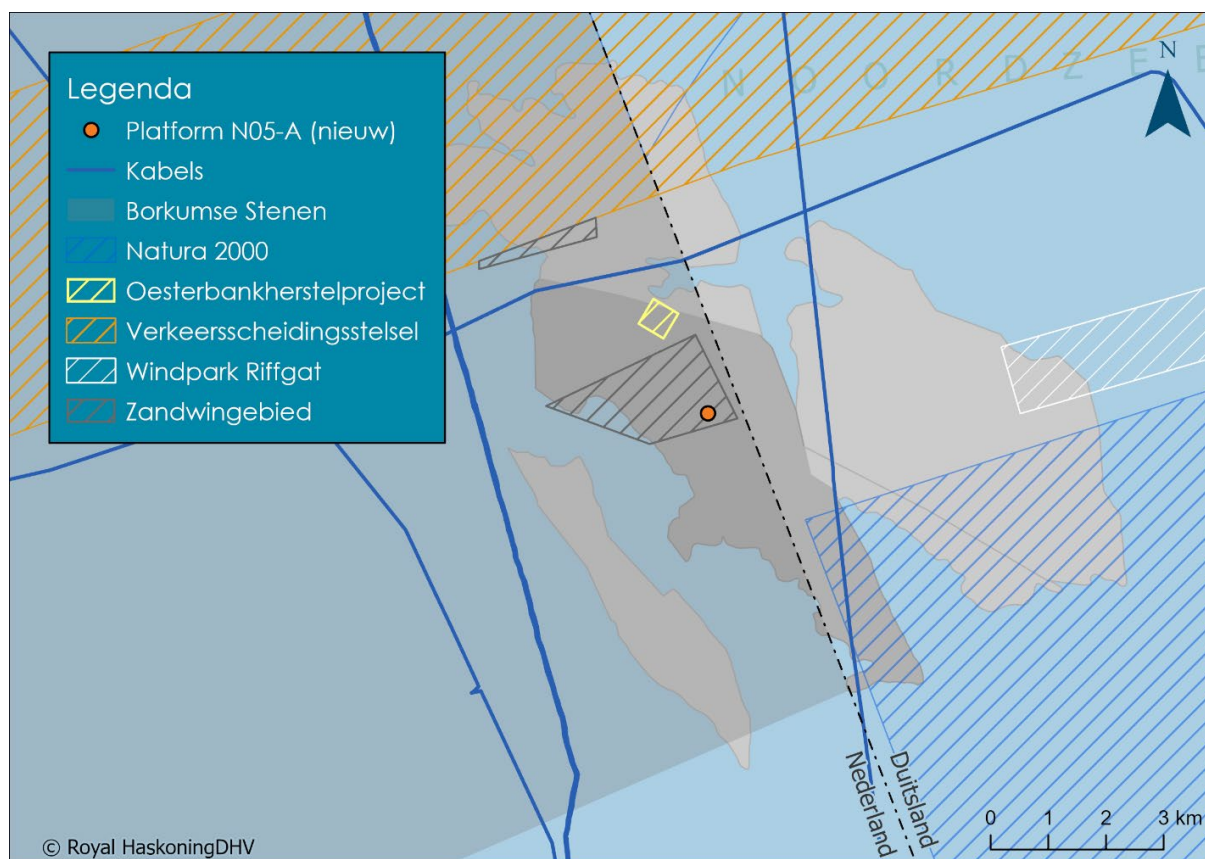 NOORDZEE
N
Legenda
Platform N05-A (nieuw)
Kabels
Borkumse Stenen
Natura 2000
Oesterbankherstelproject
Verkeersscheidingsstelsel
Windpark Riffgat
Zandwingebied
Nederland
Duitsland
0 1 2 3 km
© Royal HaskoningDHV